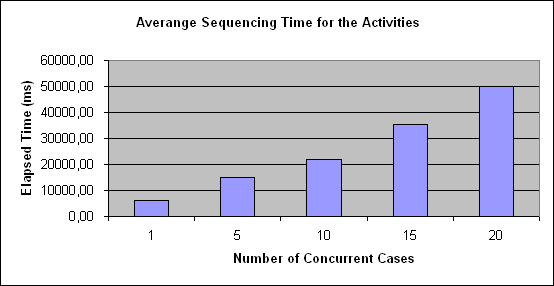 Averange Sequencing Time for the Activities
Elapsed Time (ms)
60000,00
50000,00
40000,00
30000,00
20000,00
10000,00
0,00
1 5 10 15 20
Number of Concurrent Cases